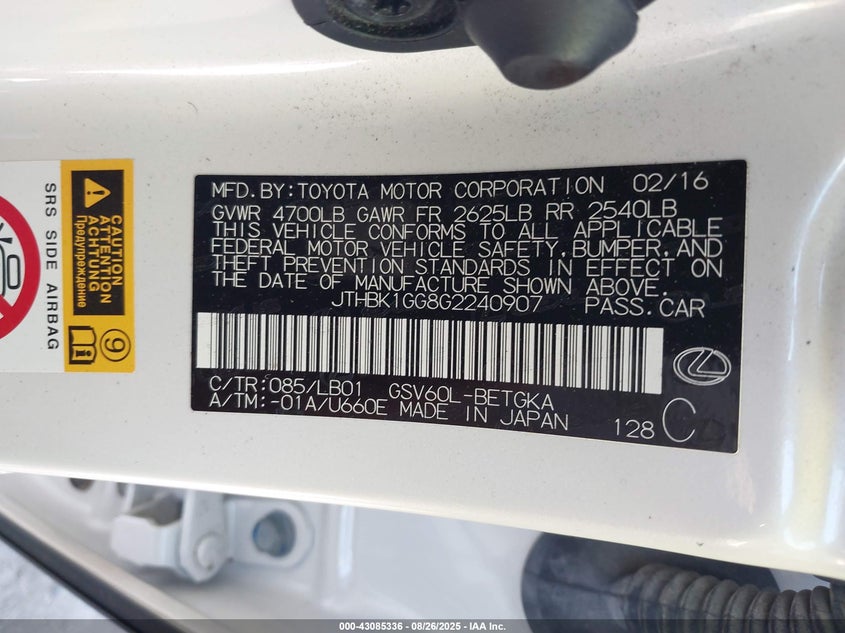 MFD.BY:TOYOTA MOTOR CORPORATION 02/16
GVWR 4700LB GAWR FR 2625LB RR 2540LB
THIS VEHICLE CONFORMS TO ALL APPLICABLE
FEDERAL MOTOR VEHICLE SAFETY,BUMPER,AND
THEFT PREVENTION STANDARDS IN EFFECT ON
THE DATE OF MANUFACTURE SHOWN ABOVE.
JTHBK1GG8G2240907 PASS.CAR
C/TR:085/LB01 GSV60L-BETGKA
A/TM:-01A/U660E MADE IN JAPAN
128 C
SRS SIDE AIRBAG
CAUTION
ATTENTION
ACHTUNG
Предупреждение
9
000-43085336 - 08/26/2025 - IAA Inc.